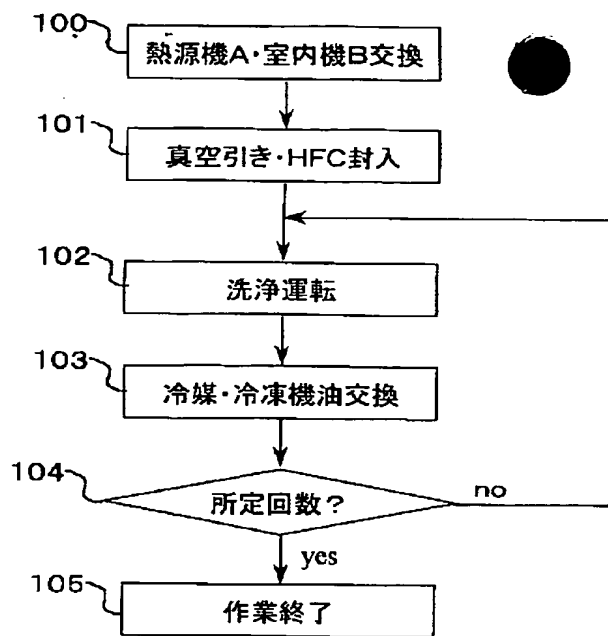 100
熱源機A・室内機B交換
101
真空引き・HFC封入
102
洗浄運転
103
冷媒・冷凍機油交換
104
所定回数?
no
yes
105
作業終了